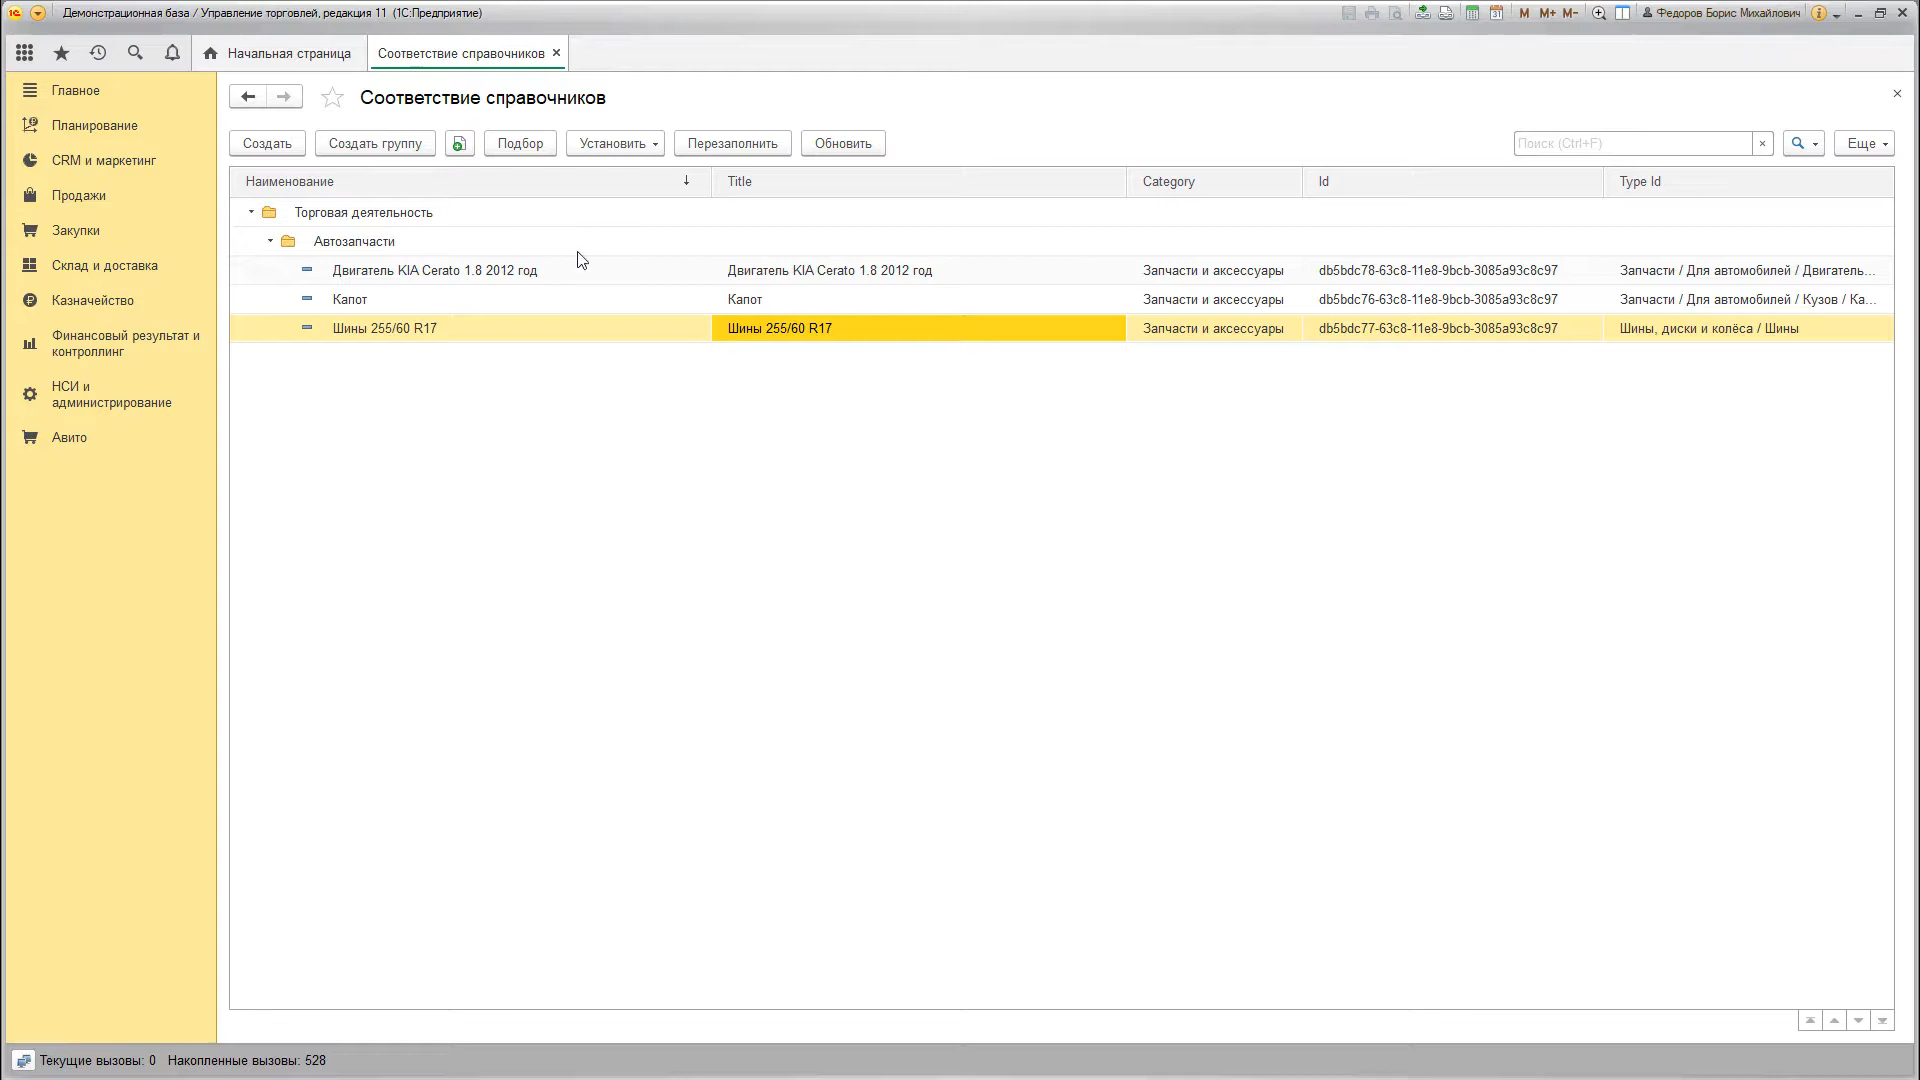 Демонстрационная база / Управление торговлей, редакция 11 (1С:Предприятие)
M M+ M- Федоров Борис Михайлович
Начальная страница
Соответствие справочников
Главное
Планирование
CRM и маркетинг
Продажи
Закупки
Склад и доставка
Казначейство
Финансовый результат и
контроллинг
НСИ и
администрирование
Авито
Соответствие справочников
Создать Создать группу Подбор Установить Перезаполнить Обновить Поиск (Ctrl+F) Еще
Наименование Title Category Id Type Id
Торговая деятельность
Автозапчасти
Двигатель KIA Cerato 1.8 2012 год Двигатель KIA Cerato 1.8 2012 год Запчасти и аксессуары db5bdc78-63c8-11e8-9bcb-3085a93c8c97 Запчасти / Для автомобилей / Двигатель...
Капот Капот Запчасти и аксессуары db5bdc76-63c8-11e8-9bcb-3085a93c8c97 Запчасти / Для автомобилей / Кузов / Ка...
Шины 255/60 R17 Шины 255/60 R17 Запчасти и аксессуары db5bdc77-63c8-11e8-9bcb-3085a93c8c97 Шины, диски и колёса / Шины
Текущие вызовы: 0 Накопленные вызовы: 528